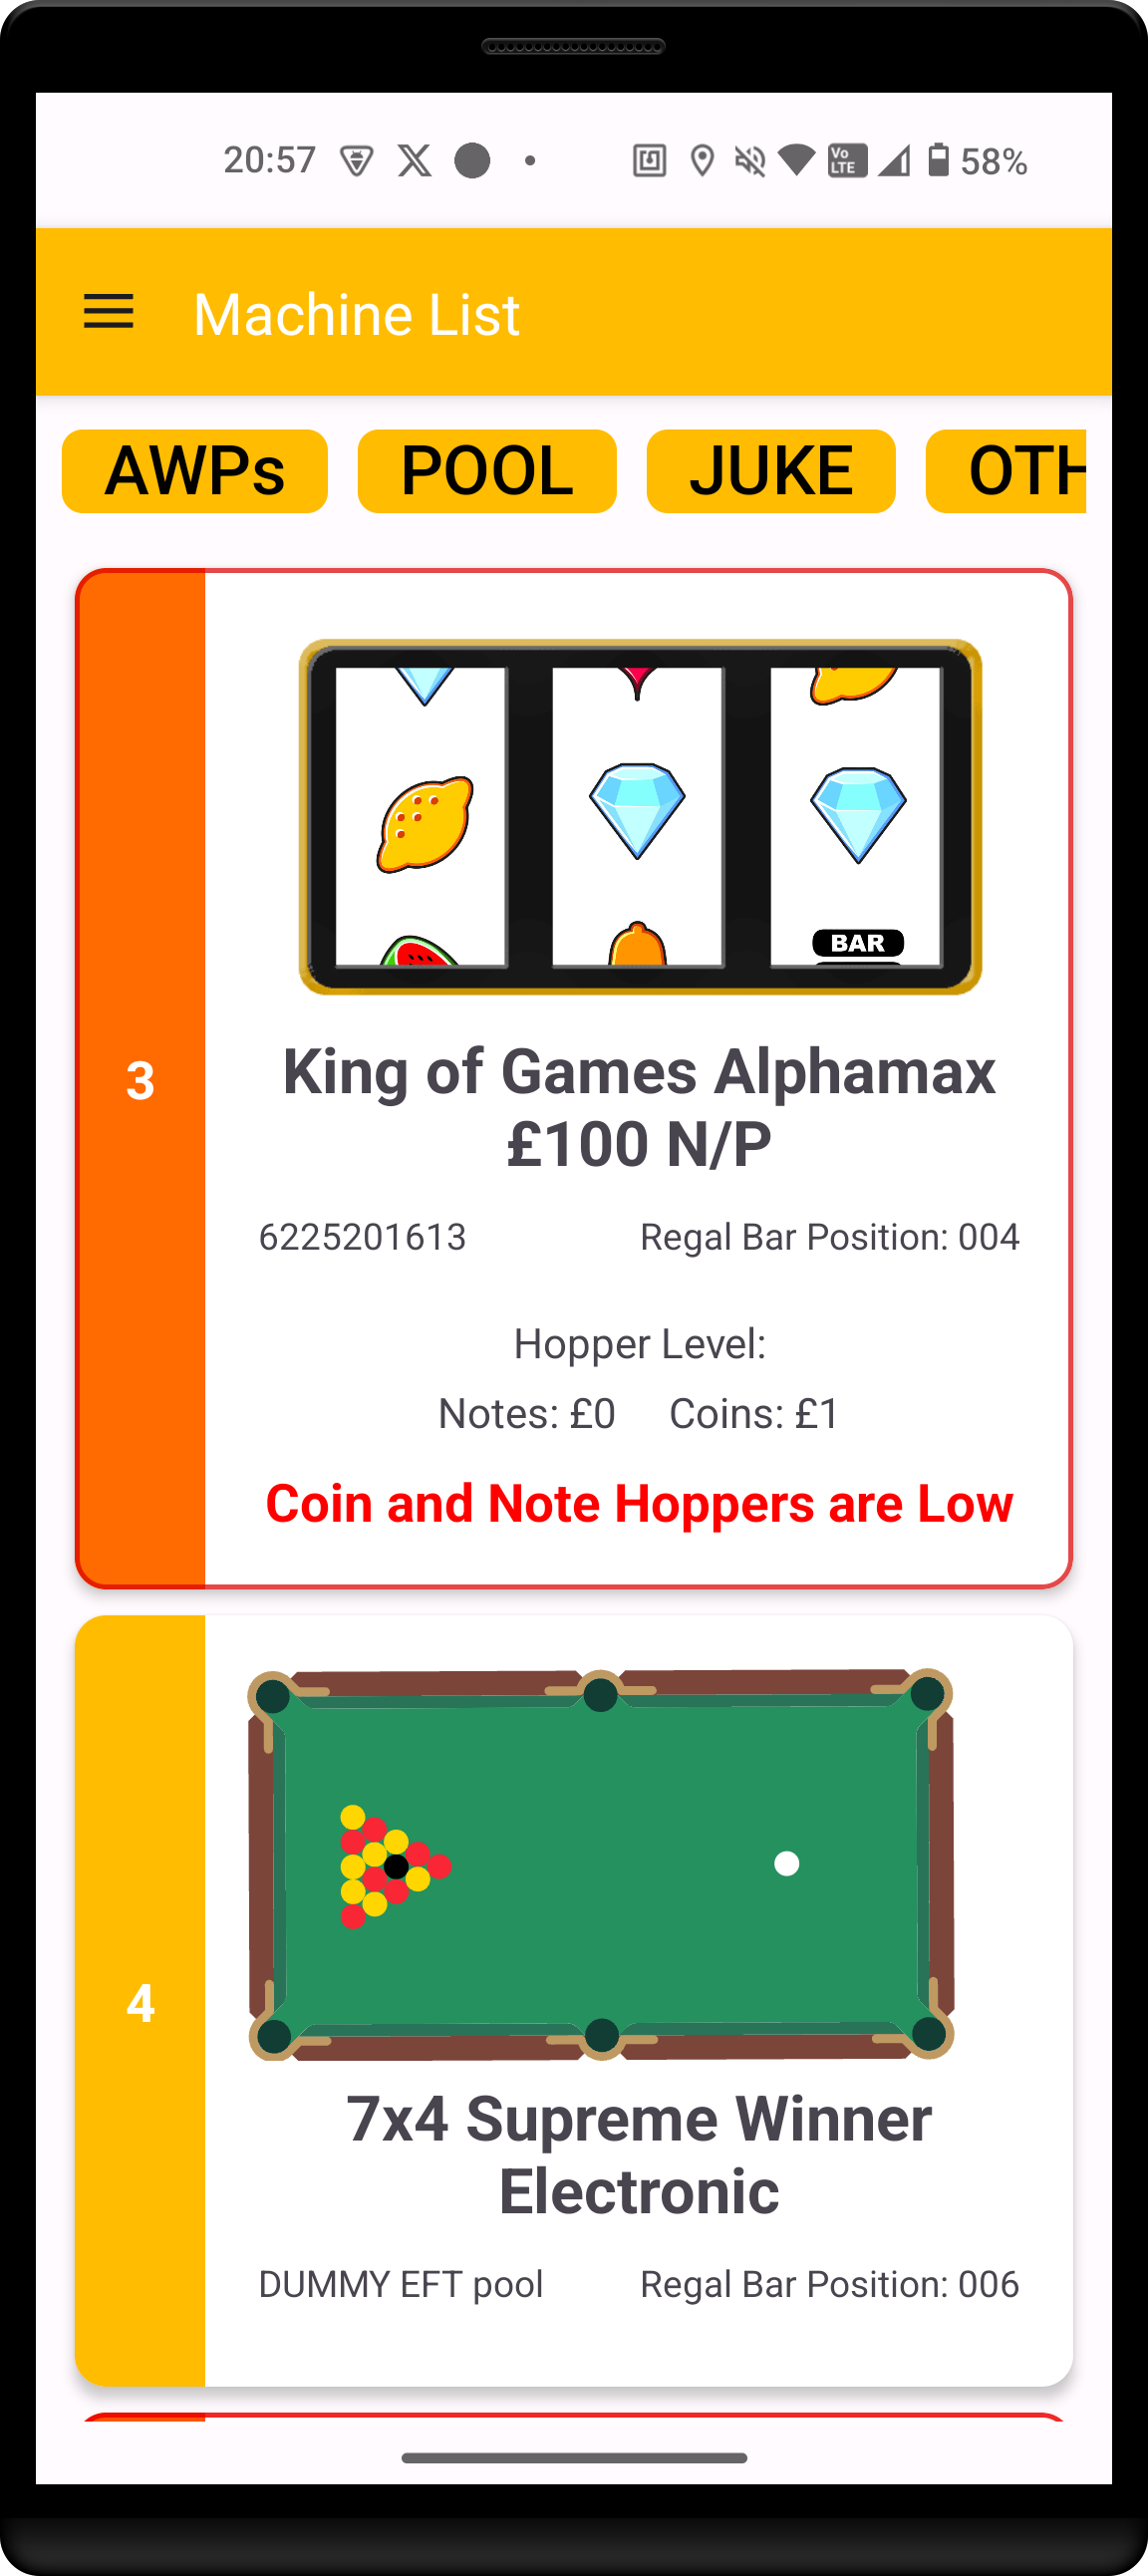 20:57
Vo
LTE
58%
Machine List
AWPs
POOL
JUKE
OTH
BAR
3
King of Games Alphamax
£100 N/P
6225201613
Regal Bar Position: 004
Hopper Level:
Notes: £0
Coins: £1
Coin and Note Hoppers are Low
4
7x4 Supreme Winner
Electronic
DUMMY EFT pool
Regal Bar Position: 006